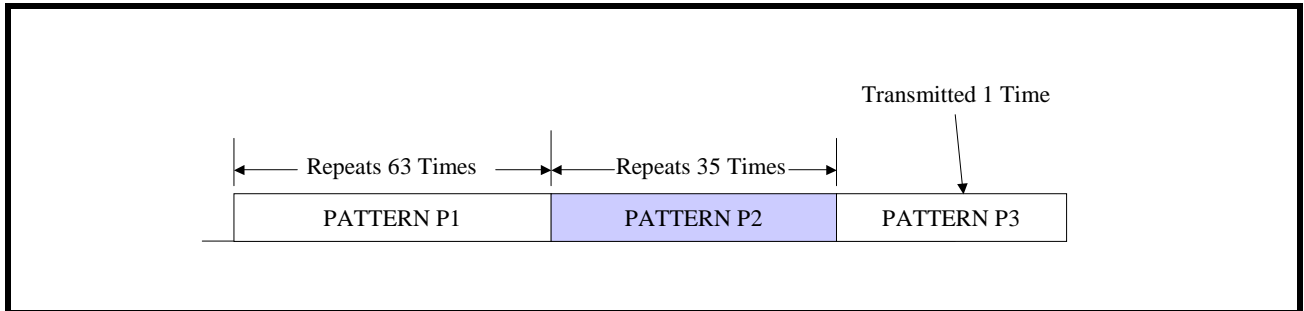 Transmitted 1 Time
Repeats 63 Times
Repeats 35 Times
PATTERN P1
PATTERN P2
PATTERN P3